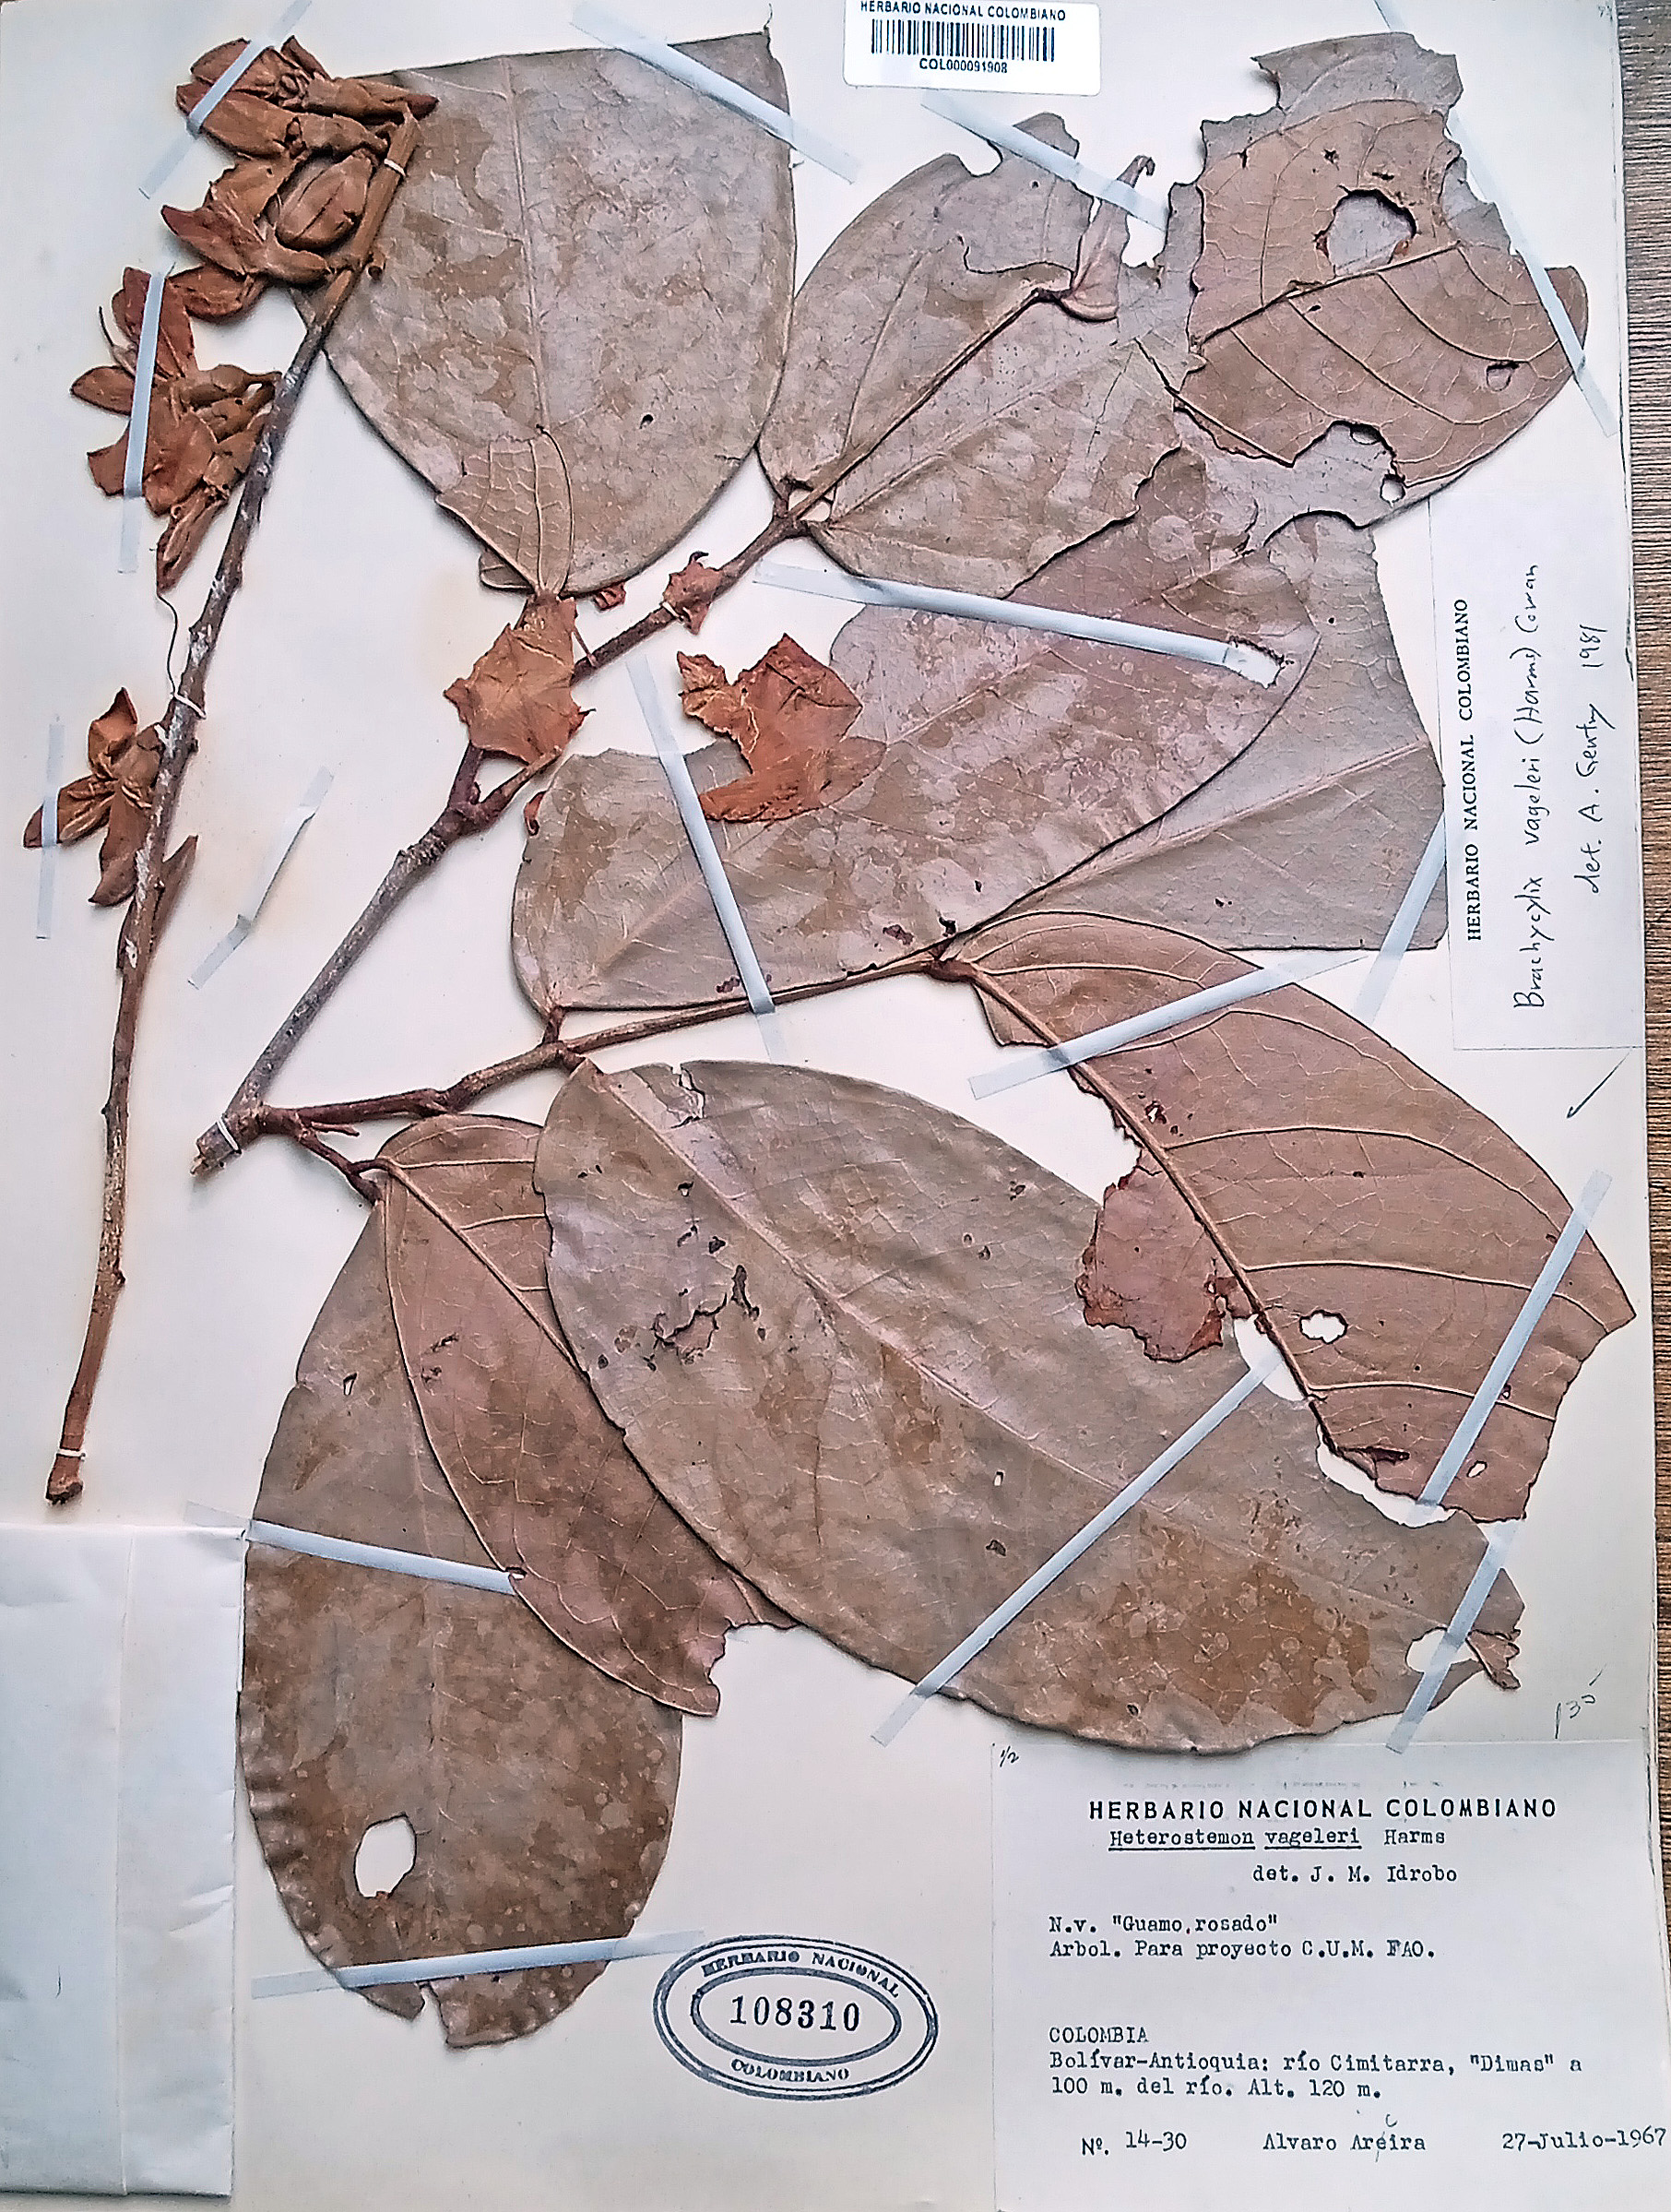 HERBARIO NACIONAL COLOMBIANO
COL000091908
HERBARIO NACIONAL COLOMBIANO
Brachycylix vageleri (Harms) Cowan
det. A. Gentry 1981
135
1/2
HERBARIO NACIONAL COLOMBIANO
Heterostemon vageleri Harms
det. J. M. Idrobo
N.v. "Guamo rosado"
Arbol. Para proyecto C.U.M. FAO.
COLOMBIA
Bolívar-Antioquia: río Cimitarra, "Dimas" a
100 m. del río. Alt. 120 m.
Nº. 14-30 Alvaro Areira 27-Julio-1967
HERBARIO NACIONAL
108310
COLOMBIANO